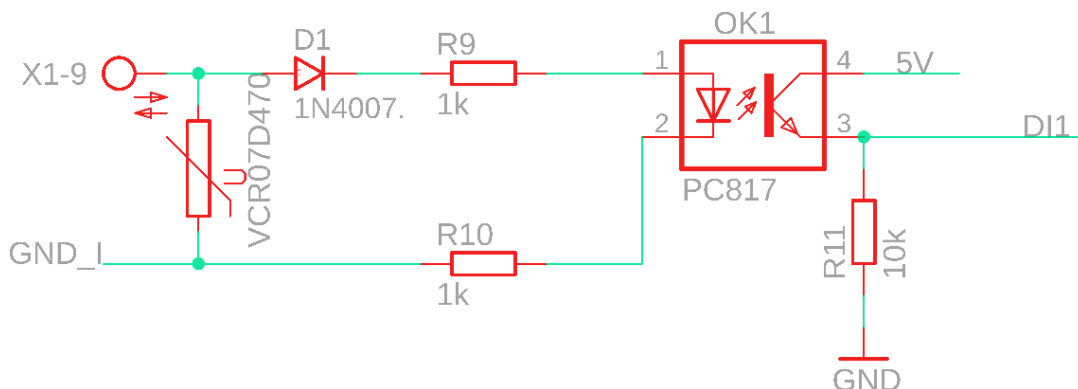 OK1
D1
R9
X1-9
1
4
5V
1N4007.
1k
2
3
DI1
VCR07D470
U
PC817
GND_I
R10
R11
10k
1k
GND